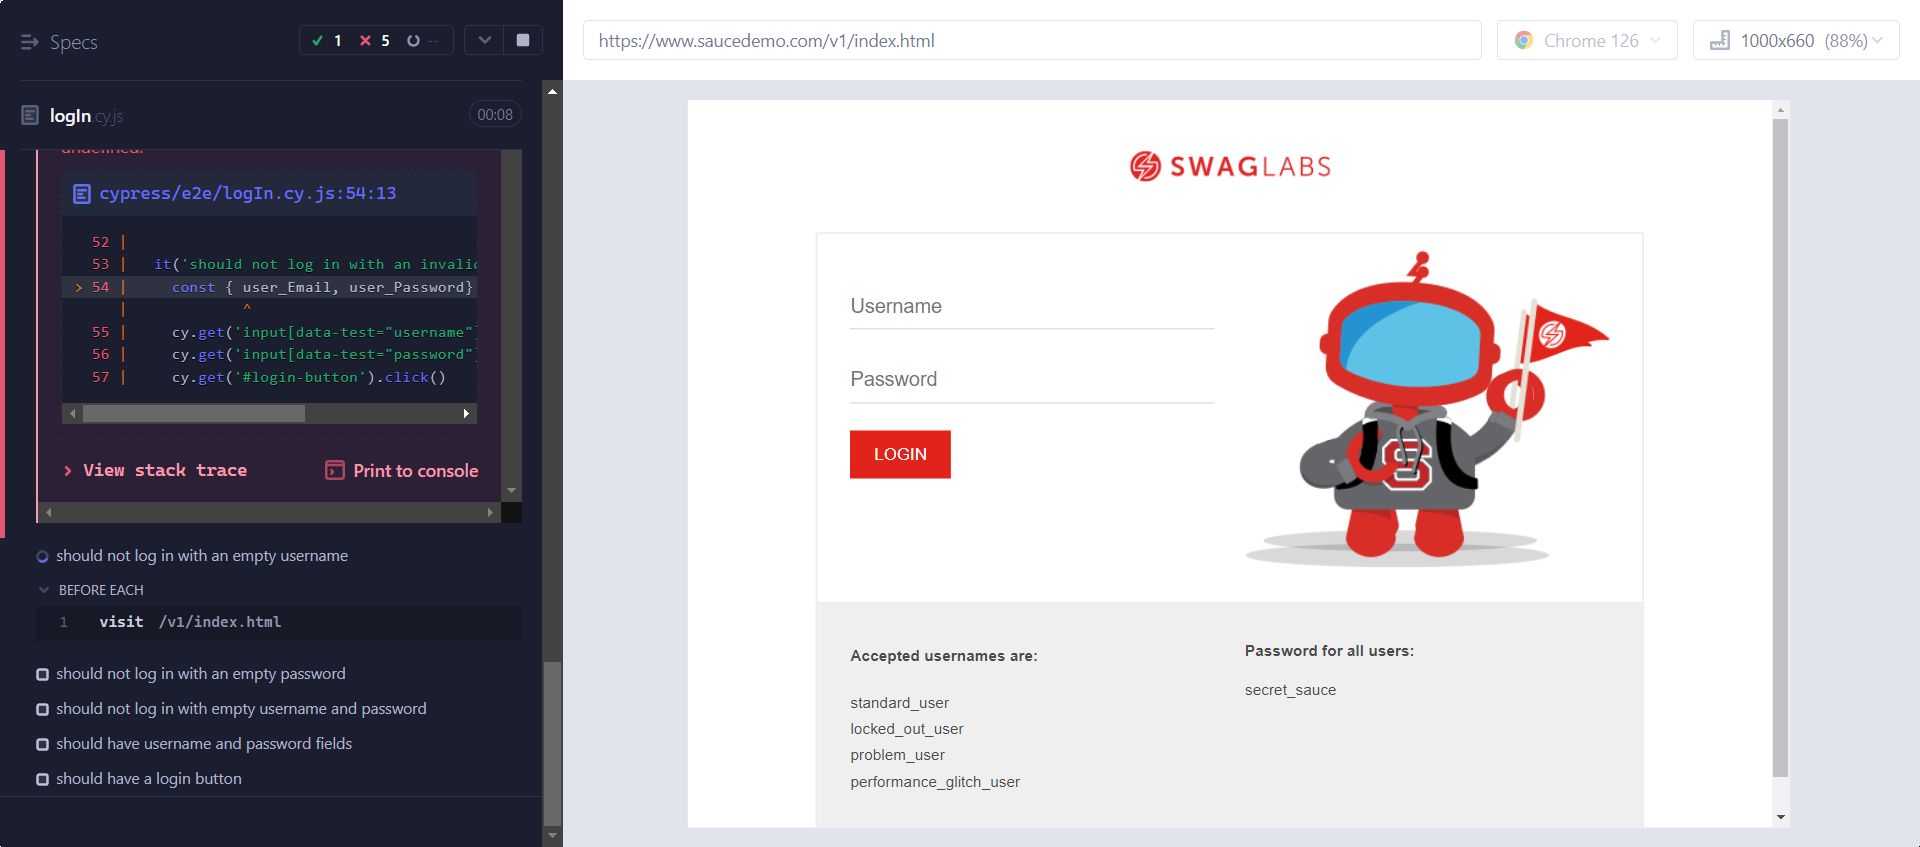 Specs
1 5 --
logIn.cy.js
00:08
undefined.
cypress/e2e/logIn.cy.js:54:13
52 |
53 | it('should not log in with an invalid
> 54 | const { user_Email, user_Password}
| ^
55 | cy.get('input[data-test="username"]
56 | cy.get('input[data-test="password"]
57 | cy.get('#login-button').click()
> View stack trace
Print to console
should not log in with an empty username
BEFORE EACH
1 visit /v1/index.html
should not log in with an empty password
should not log in with empty username and password
should have username and password fields
should have a login button
https://www.saucedemo.com/v1/index.html
Chrome 126
1000x660 (88%)
SWAGLABS
Username
Password
LOGIN
S
Accepted usernames are:
standard_user
locked_out_user
problem_user
performance_glitch_user
Password for all users:
secret_sauce